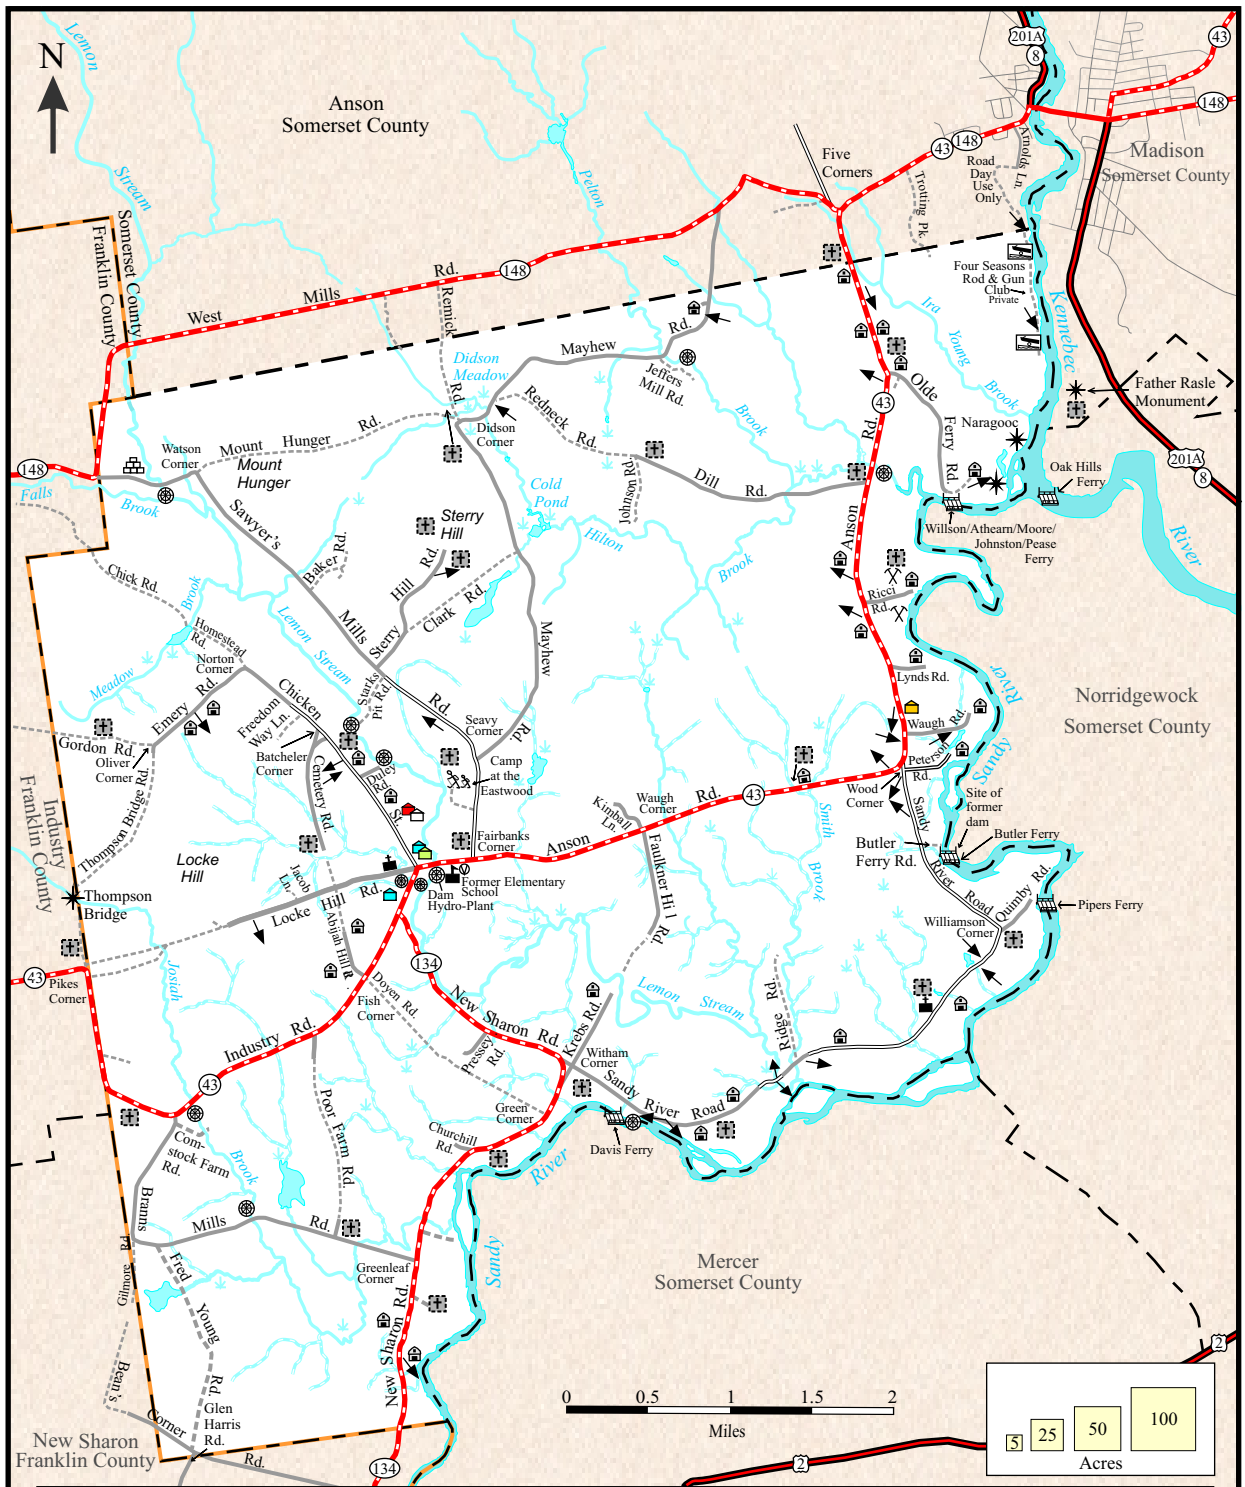 N
Lemon
Stream
Anson
Somerset County
Pelton
Brook
201A
8
43
148
43
148
Madison
Somerset County
Five
Corners
Trotting Pk.
Road
Day
Use
Only
Arnolds Ln.
Somerset County
Franklin County
West
Mills
Rd.
148
Remick
Rd.
Four Seasons
Rod & Gun
Club
Private
Kennebec
River
Ira
Young
Brook
Didson
Meadow
Mayhew
Rd.
Jeffers
Mill Rd.
Redneck
Rd.
Didson
Corner
Olde
Ferry
Rd.
43
Father Rasle
Monument
Naragooc
Oak Hills
Ferry
201A
8
Watson
Corner
Mount
Hunger
Rd.
Mount
Hunger
148
Falls
Brook
Sawyer's
Mills
Rd.
Cold
Pond
Sterry
Hill
Johnson Rd.
Dill
Rd.
Anson
Rd.
Willson/Athearn/Moore/
Johnston/Pease
Ferry
Hilton
Brook
Baker Rd.
Chick Rd.
Brook
Meadow
Sterry
Hill
Rd.
Clark
Rd.
Mayhew
Rd.
Ricci
Rd.
Homestead
Rd.
Norton
Corner
Lemon
Stream
Starks
Pit Rd.
Lynds Rd.
River
Sandy
Norridgewock
Somerset County
Emery
Rd.
Chicken
St.
Freedom
Way Ln.
Batcheler
Corner
Seavy
Corner
Camp
at the
Eastwood
Waugh
Rd.
Peterson
Rd.
Gordon Rd.
Oliver
Corner
Thompson Bridge Rd.
Cemetery Rd.
Duley
Rd.
Kimball
Ln.
Waugh
Corner
Rd.
43
Wood
Corner
Site of
former
dam
Smith
Brook
Sandy
River
Road
Butler
Ferry Rd.
Butler Ferry
Industry
Franklin County
Locke
Hill
Fairbanks
Corner
Anson
Former Elementary
School
Dam
Hydro-Plant
Jacob
Ln.
Locke
Hill
Rd.
Thompson
Bridge
Quimby
Rd.
Pipers Ferry
Williamson
Corner
Faulkner Hi l
Rd.
43
Pikes
Corner
Josiah
Brook
Abijah Hill R.
Fish
Corner
Doyen Rd.
134
New Sharon Rd.
Pressey
Rd.
Krebs Rd.
Lemon
Stream
Ridge Rd.
Industry
Rd.
43
Witham
Corner
Sandy
River
Road
Green
Corner
Churchill
Rd.
Davis Ferry
Com-
stock Farm
Rd.
Poor Farm Rd.
River
Sandy
Branns
Mills
Rd.
Greenleaf
Corner
Mercer
Somerset County
Rd.
Gilmore
Fred
Young
Rd.
New Sharon Rd.
Bean's
Corner
Rd.
Glen
Harris
Rd.
New Sharon
Franklin County
134
0
0.5
1
2
Miles
2
2
5
25
50
100
Acres